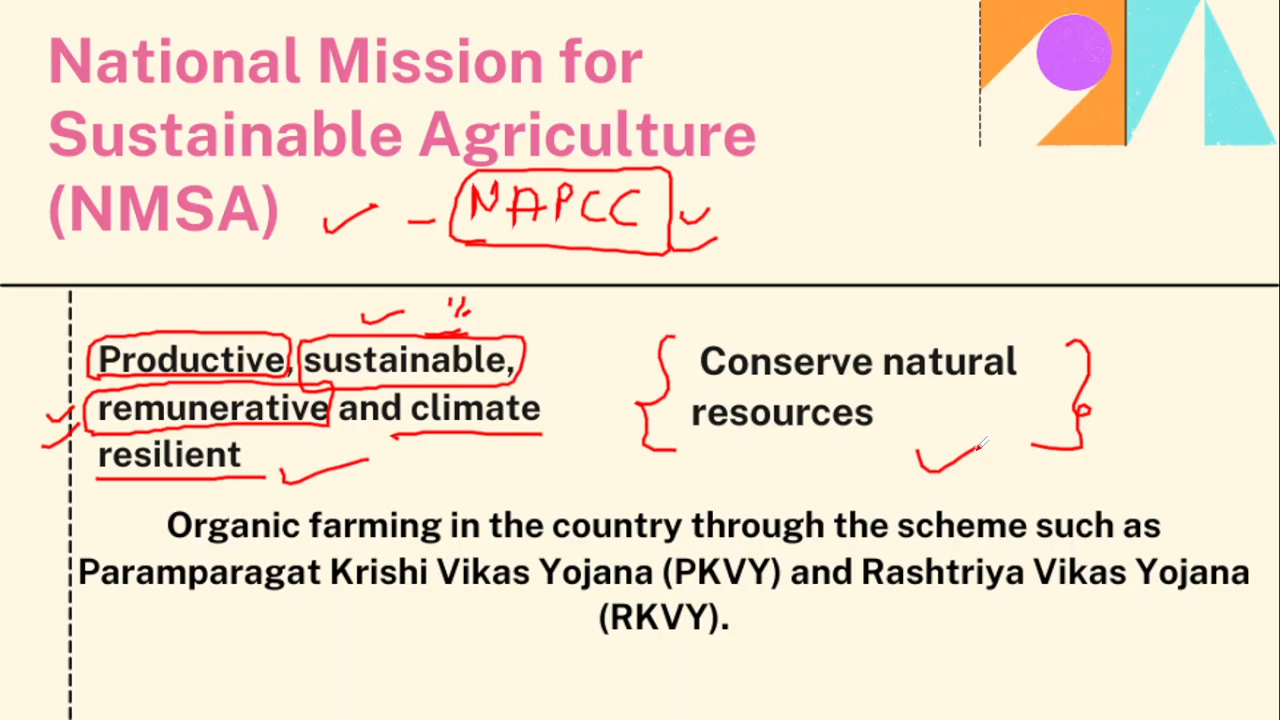 National Mission for
Sustainable Agriculture
(NMSA) - NAPCC
Productive, sustainable,
remunerative and climate
resilient
Conserve natural
resources
Organic farming in the country through the scheme such as
Paramparagat Krishi Vikas Yojana (PKVY) and Rashtriya Vikas Yojana
(RKVY).